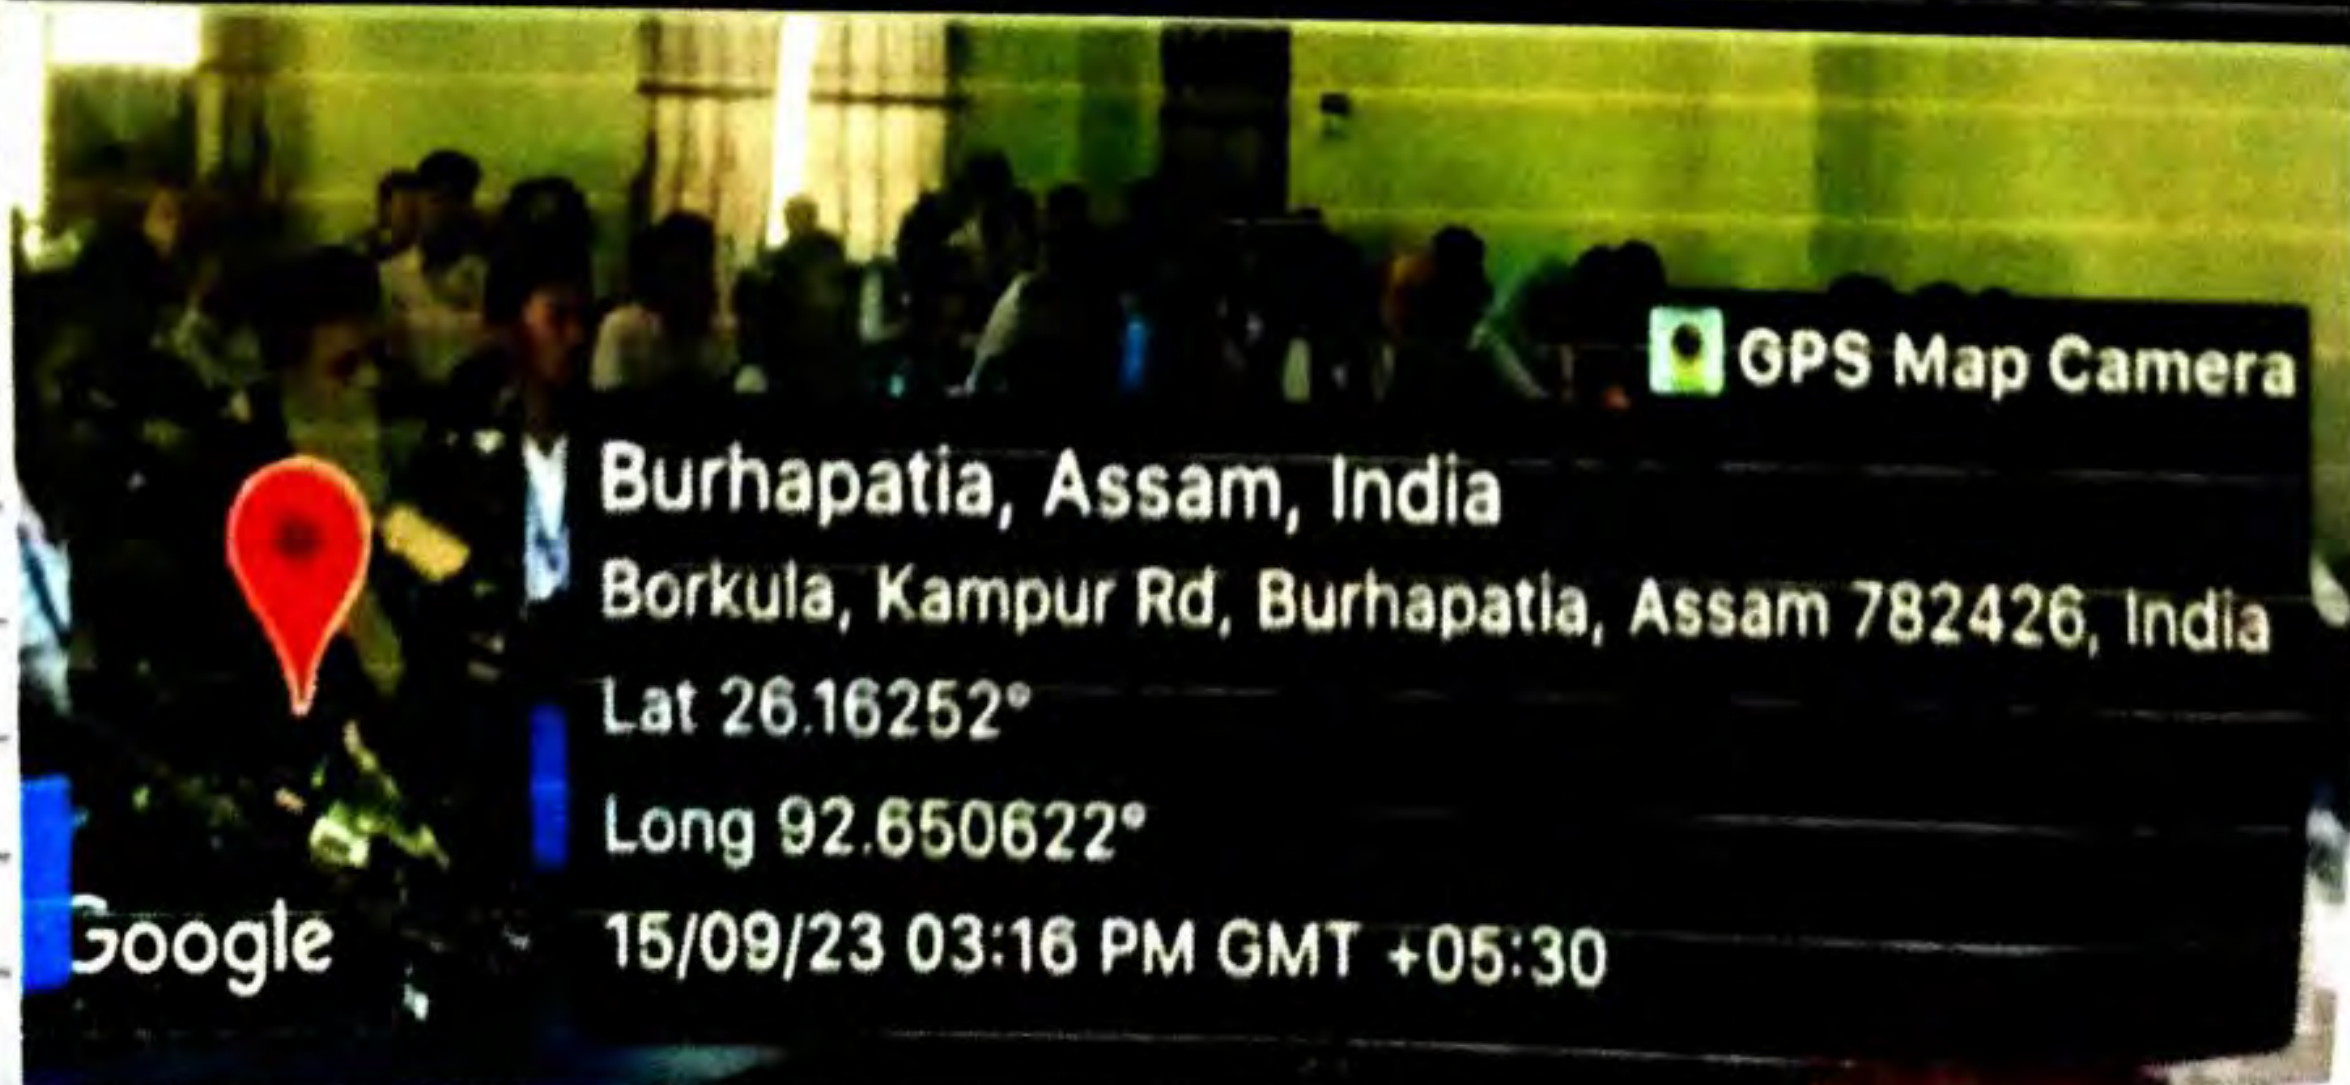 GPS Map Camera
Burhapatia, Assam, India
Borkula, Kampur Rd, Burhapatia, Assam 782426, India
Lat 26.16252°
Long 92.650622°
15/09/23 03:16 PM GMT +05:30
Google